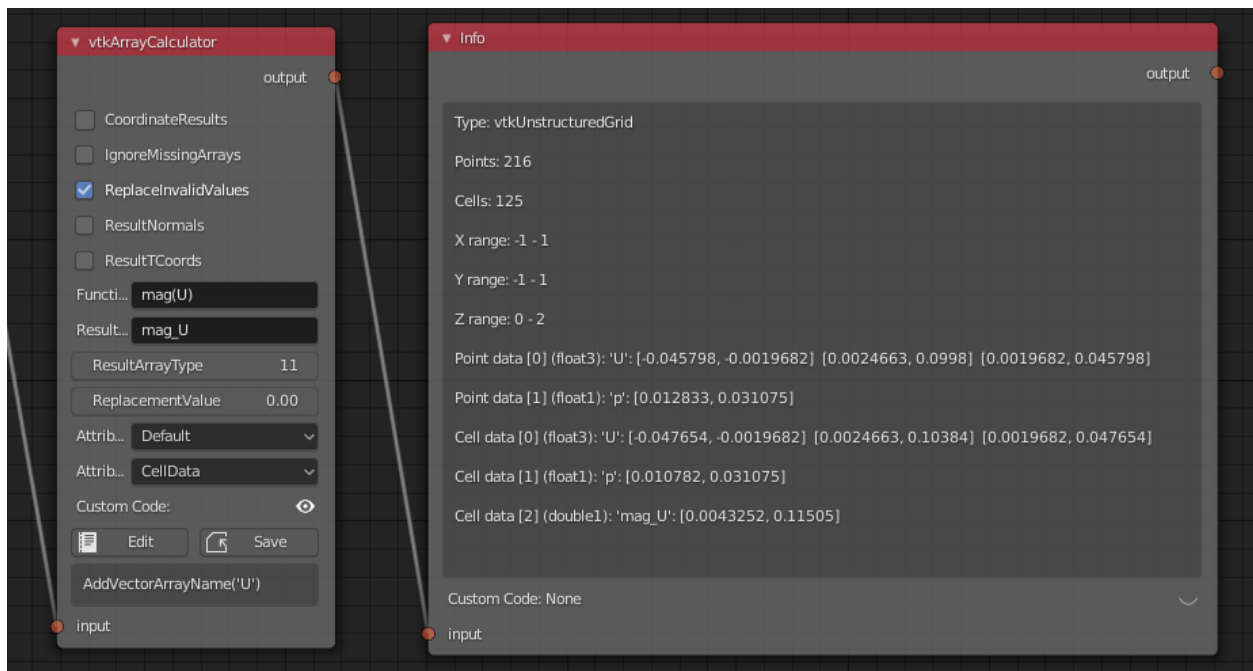 vtkArrayCalculator
output
CoordinateResults
IgnoreMissingArrays
ReplaceInvalidValues
ResultNormals
ResultTCoords
Functi... mag(U)
Result... mag_U
ResultArrayType 11
ReplacementValue 0.00
Attrib... Default
Attrib... CellData
Custom Code:
Edit Save
AddVectorArrayName('U')
input
Info
output
Type: vtkUnstructuredGrid
Points: 216
Cells: 125
X range: -1 - 1
Y range: -1 - 1
Z range: 0 - 2
Point data [0] (float3): 'U': [-0.045798, -0.0019682] [0.0024663, 0.0998] [0.0019682, 0.045798]
Point data [1] (float1): 'p': [0.012833, 0.031075]
Cell data [0] (float3): 'U': [-0.047654, -0.0019682] [0.0024663, 0.10384] [0.0019682, 0.047654]
Cell data [1] (float1): 'p': [0.010782, 0.031075]
Cell data [2] (double1): 'mag_U': [0.0043252, 0.11505]
Custom Code: None
input